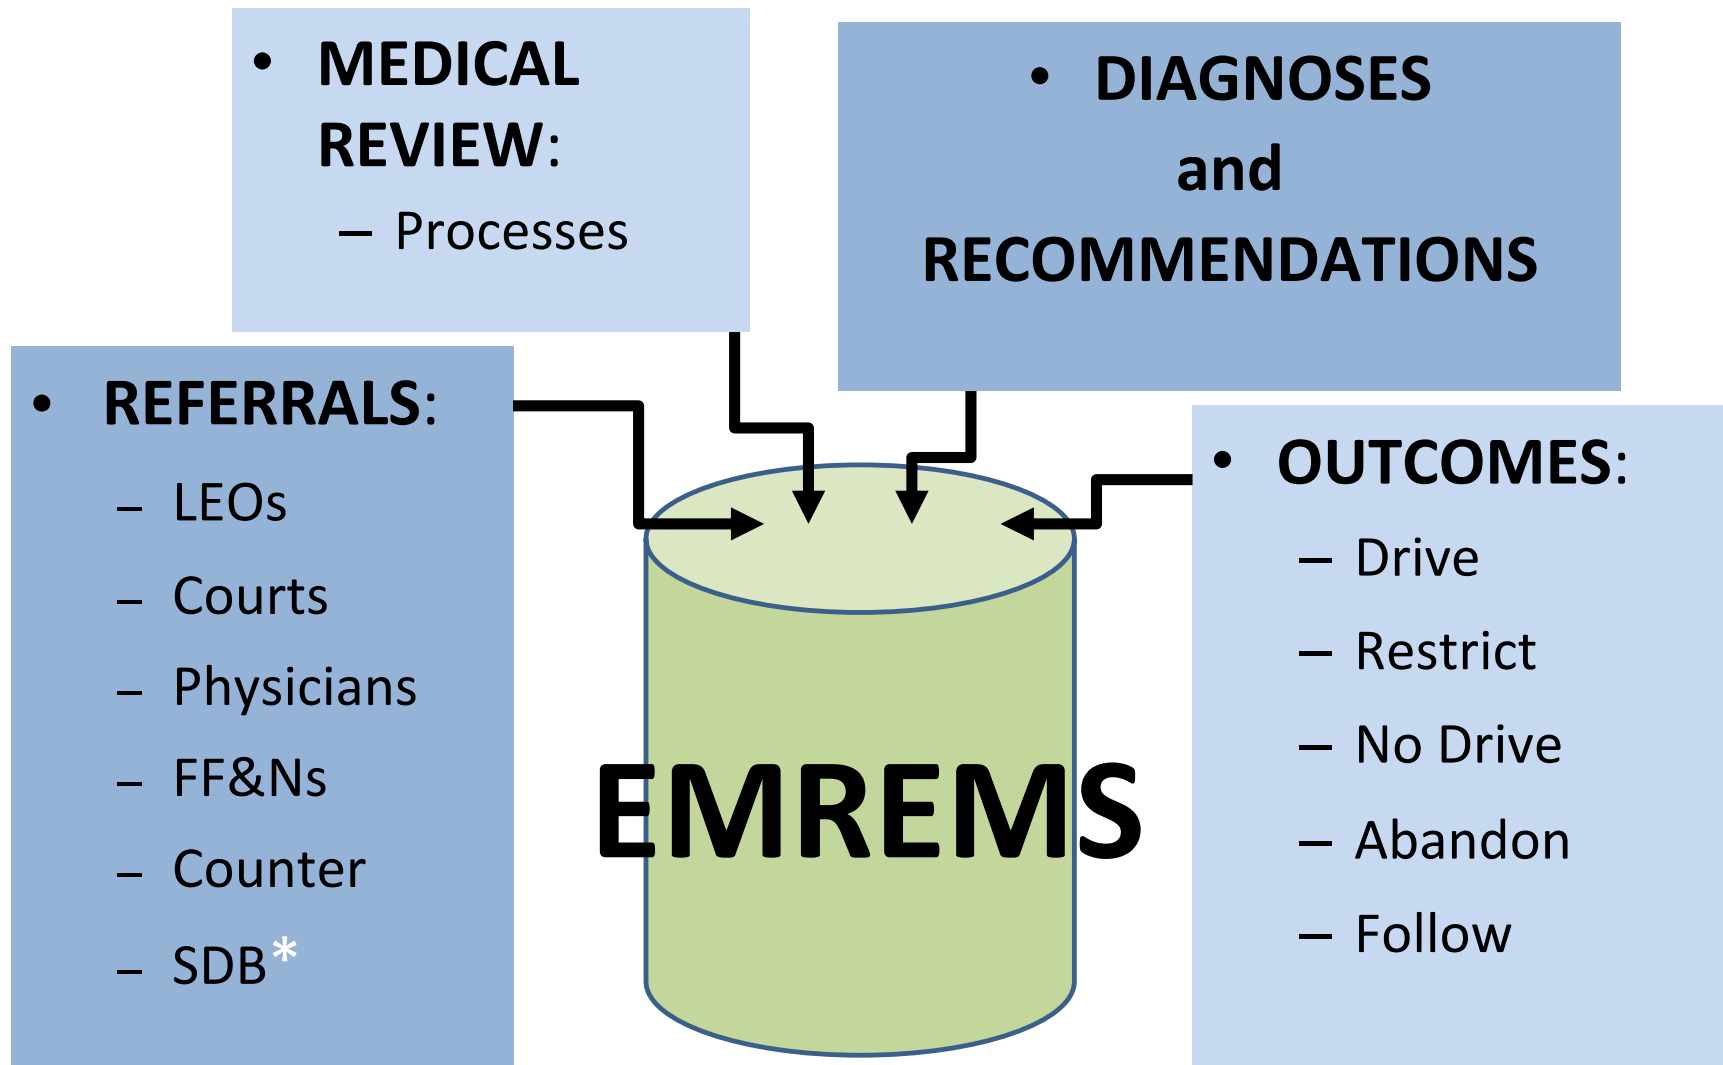 • MEDICAL
REVIEW:
– Processes
• DIAGNOSES
and
RECOMMENDATIONS
• REFERRALS:
– LEOs
– Courts
– Physicians
– FF&Ns
– Counter
– SDB*
EMREMS
• OUTCOMES:
– Drive
– Restrict
– No Drive
– Abandon
– Follow